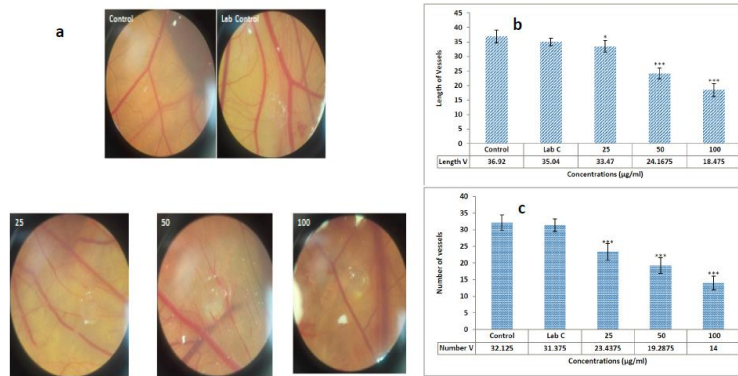 a
Control
Lab Control
25
50
100
b
Length of Vessels
45
40
35
30
25
20
15
10
5
0
*
***
***
Control Lab C 25 50 100
Length V 36.92 35.04 33.47 24.1675 18.475
Concentrations (µg/ml)
c
Number of vessels
40
35
30
25
20
15
10
5
0
***
***
***
Control Lab C 25 50 100
Number V 32.125 31.375 23.4375 19.2875 14
Concentrations (µg/ml)